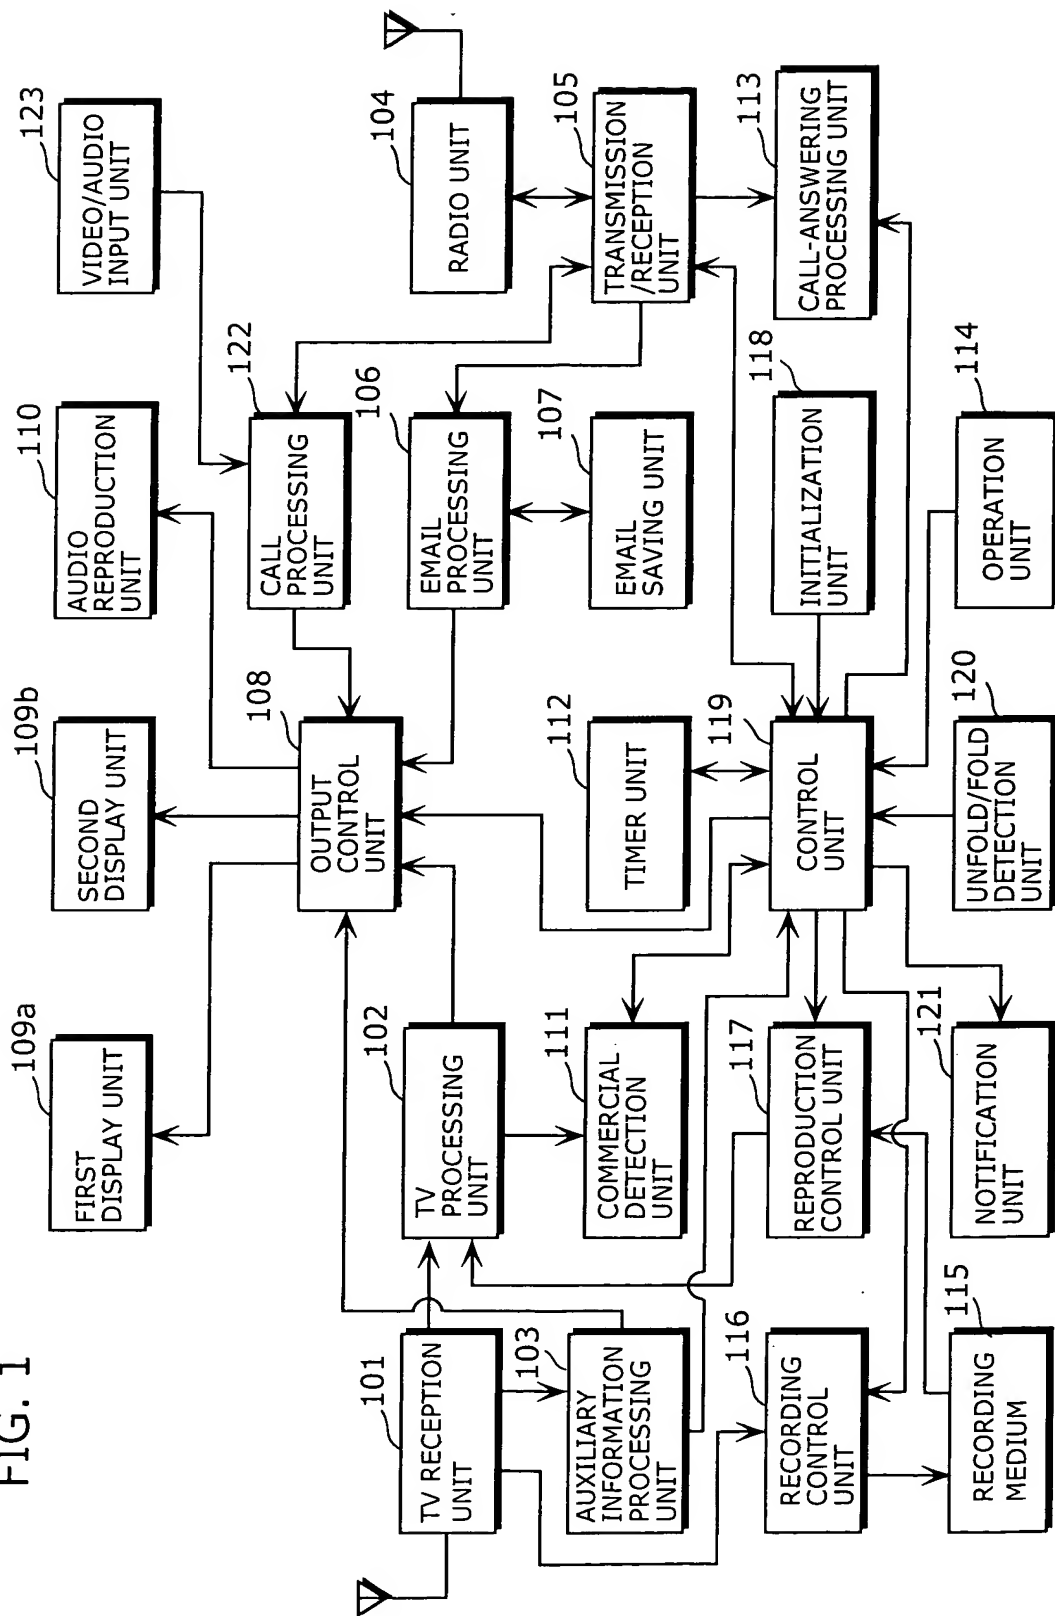 FIG. 1
109a
FIRST
DISPLAY UNIT
109b
SECOND
DISPLAY UNIT
110
AUDIO
REPRODUCTION
UNIT
123
VIDEO/AUDIO
INPUT UNIT
101
TV RECEPTION
UNIT
102
TV
PROCESSING
UNIT
108
OUTPUT
CONTROL
UNIT
122
CALL
PROCESSING
UNIT
106
EMAIL
PROCESSING
UNIT
104
RADIO UNIT
103
AUXILIARY
INFORMATION
PROCESSING
UNIT
111
COMMERCIAL
DETECTION
UNIT
112
TIMER UNIT
107
EMAIL
SAVING UNIT
105
TRANSMISSION
/RECEPTION
UNIT
116
RECORDING
CONTROL
UNIT
117
REPRODUCTION
CONTROL UNIT
119
CONTROL
UNIT
118
INITIALIZATION
UNIT
113
CALL-ANSWERING
PROCESSING UNIT
115
RECORDING
MEDIUM
121
NOTIFICATION
UNIT
120
UNFOLD/FOLD
DETECTION
UNIT
114
OPERATION
UNIT